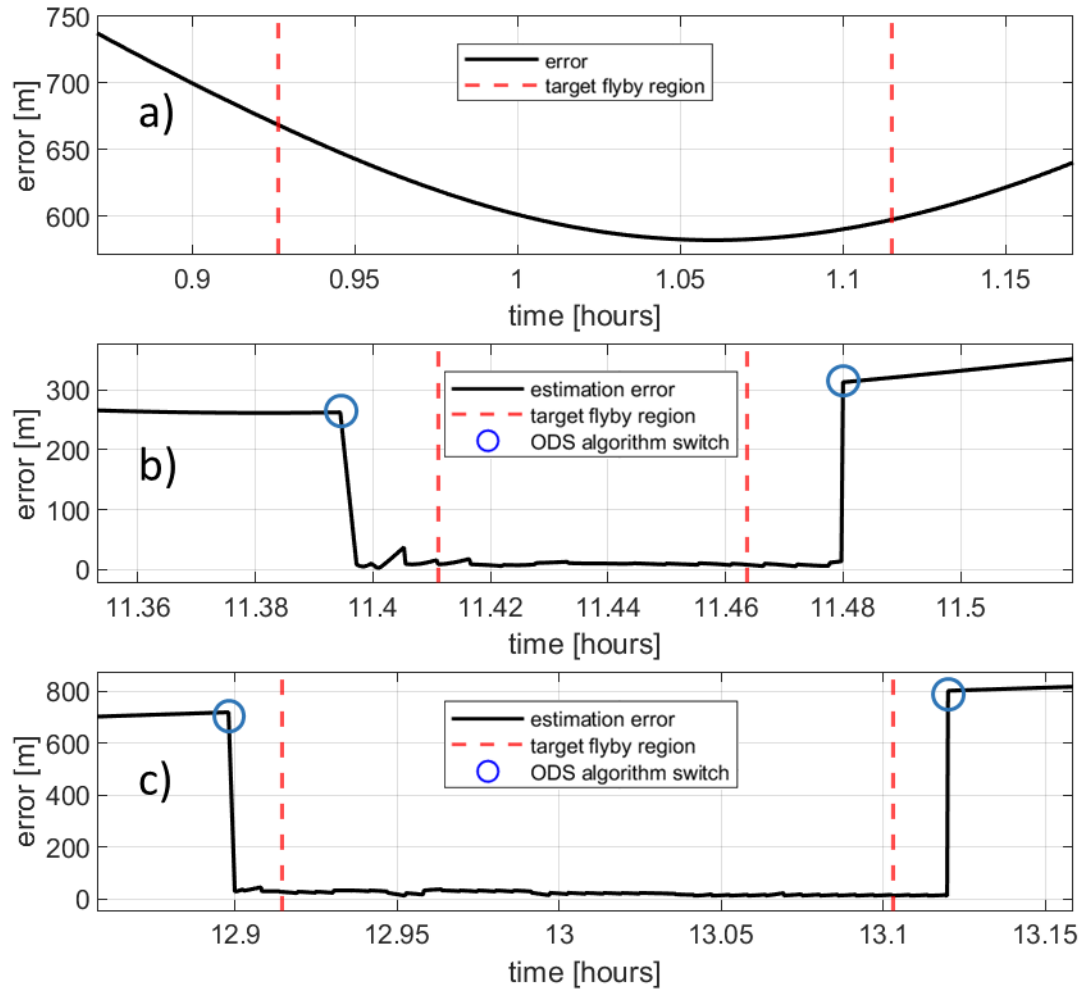 750
700
650
600
error [m]
a)
error
target flyby region
0.9 0.95 1 1.05 1.1 1.15
time [hours]
300
200
100
0
error [m]
b)
estimation error
target flyby region
ODS algorithm switch
11.36 11.38 11.4 11.42 11.44 11.46 11.48 11.5
time [hours]
800
600
400
200
0
error [m]
c)
estimation error
target flyby region
ODS algorithm switch
12.9 12.95 13 13.05 13.1 13.15
time [hours]